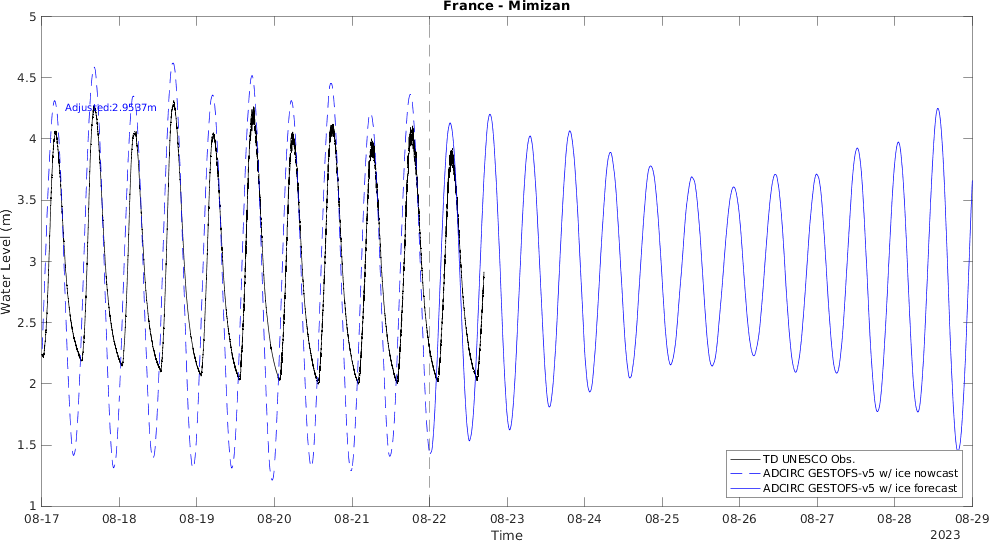 France - Mimizan
5
4.5
4
3.5
3
2.5
2
1.5
1
Water Level (m)
Adjusted:2.9537m
TD UNESCO Obs.
ADCIRC GESTOFS-v5 w/ ice nowcast
ADCIRC GESTOFS-v5 w/ ice forecast
08-17 08-18 08-19 08-20 08-21 08-22 08-23 08-24 08-25 08-26 08-27 08-28 08-29
Time
2023